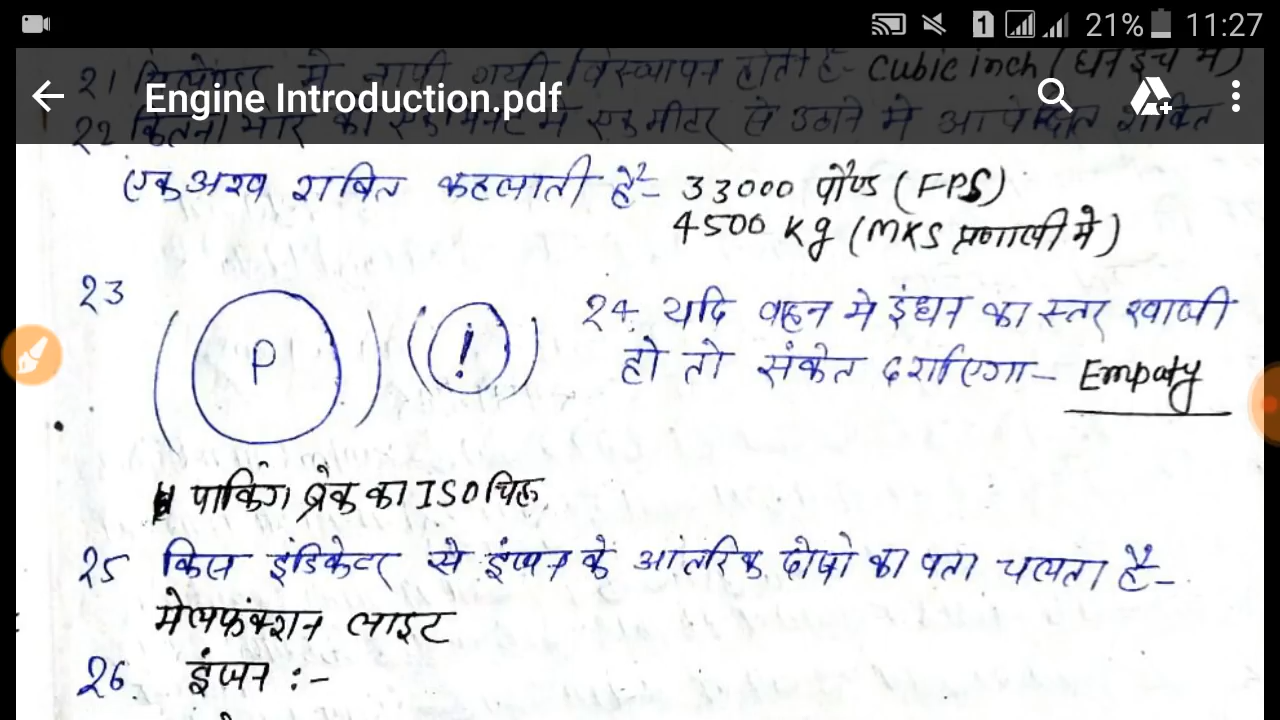 1 21% 11:27
Engine Introduction.pdf
21 में नापी गयी विस्थापन होती है- Cubic inch (घन इंच में)
22 कितना भार को एक मिनट में एक मीटर से उठाने में आपेक्षित शक्ति
एक अश्व शक्ति कहलाती है- 33000 पौण्ड (FPS)
4500 Kg (MKS प्रणाली में)
23 (P) (!)
पार्किंग ब्रेक का ISO चिह्न
24. यदि वाहन मे इंधन का स्तर खाली
हो तो संकेत दर्शाएगा- Empaty
25 किस इंडिकेटर से इंजन के आंतरिक दोषो का पता चलता है-
मेलफंक्शन लाइट
26. इंजन :-